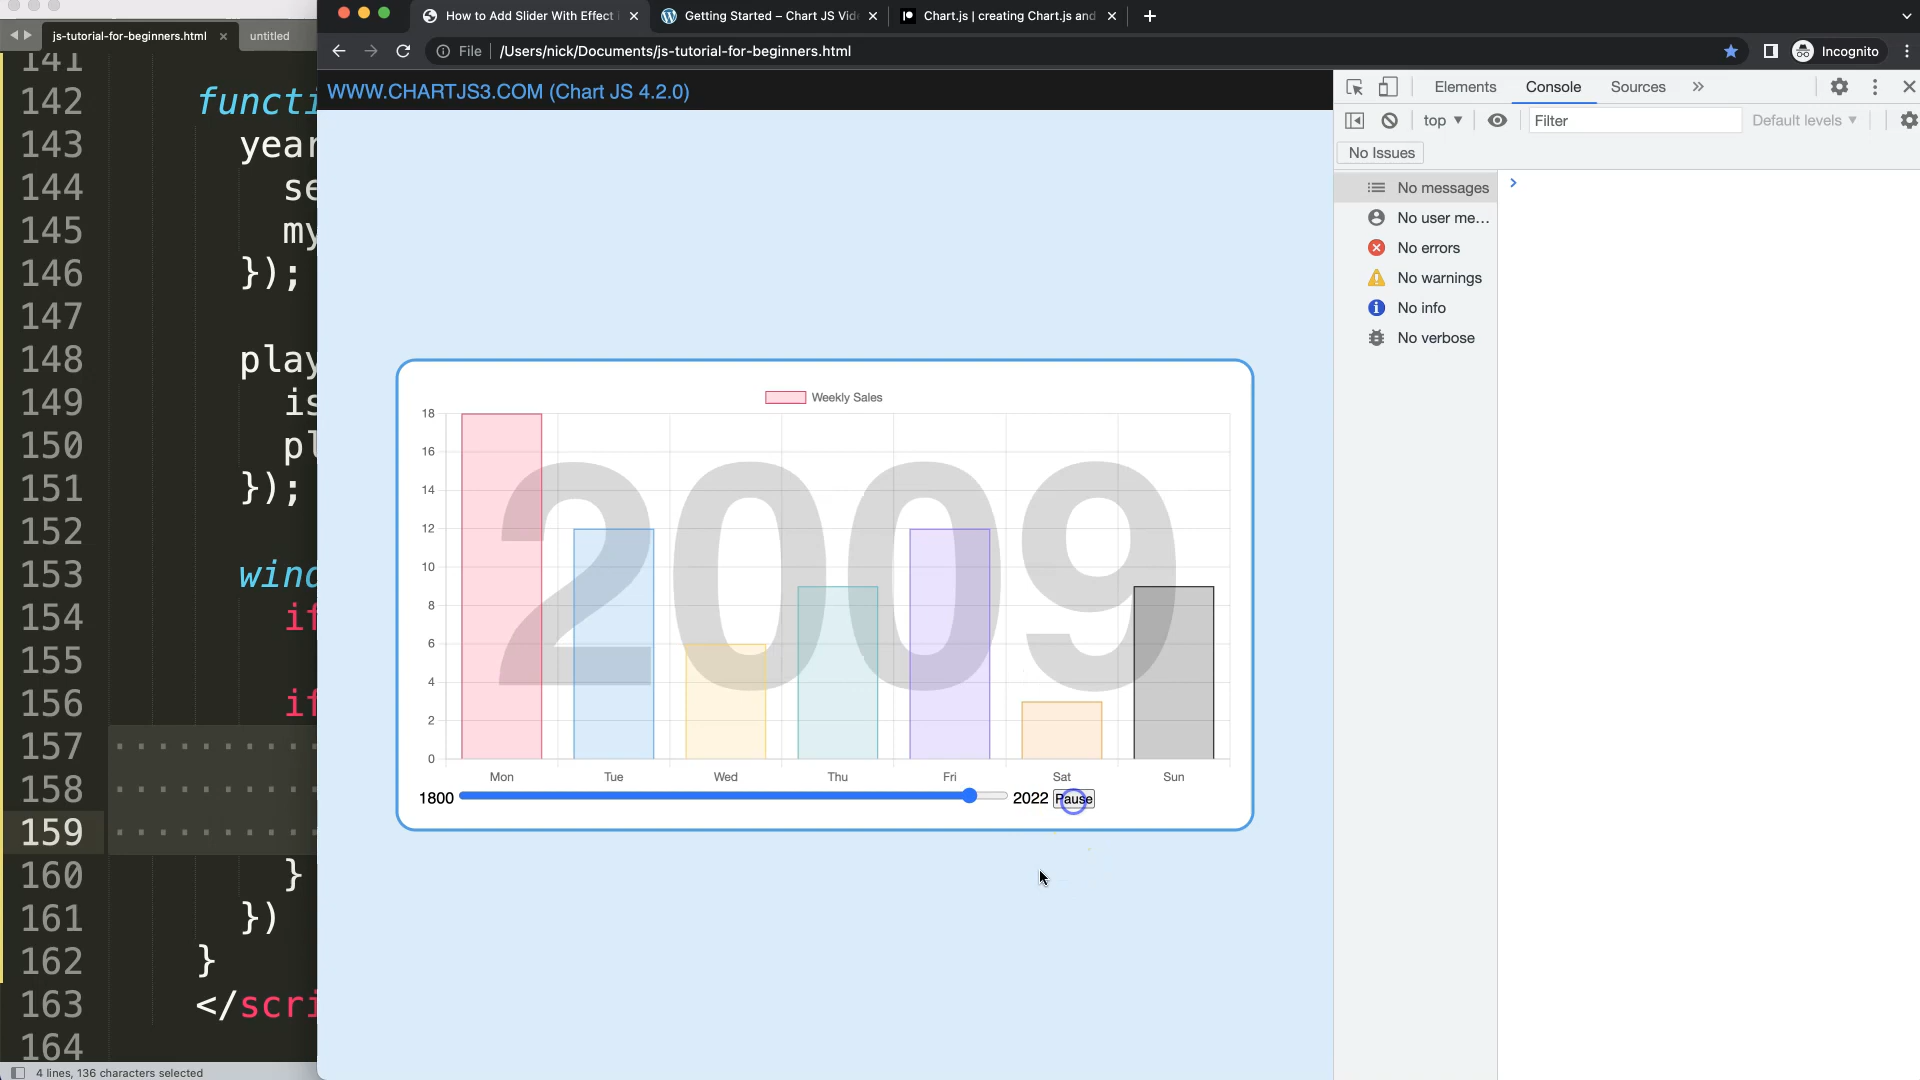 js-tutorial-for-beginners.html
untitled
141
142 functi
143 year
144 se
145 my
146 });
147
148 play
149 is
150 pl
151 });
152
153 wind
154 if
155
156 if
157
158
159
160 }
161 })
162 }
163 </scri
164
4 lines, 136 characters selected
How to Add Slider With Effect
Getting Started – Chart JS Vid
Chart.js | creating Chart.js and
File
/Users/nick/Documents/js-tutorial-for-beginners.html
Incognito
WWW.CHARTJS3.COM (Chart JS 4.2.0)
Weekly Sales
18
16
14
12
10
8
6
4
2
0
2009
Mon Tue Wed Thu Fri Sat Sun
1800 2022 Pause
Elements Console Sources
top Filter Default levels
No Issues
No messages
No user me…
No errors
No warnings
No info
No verbose